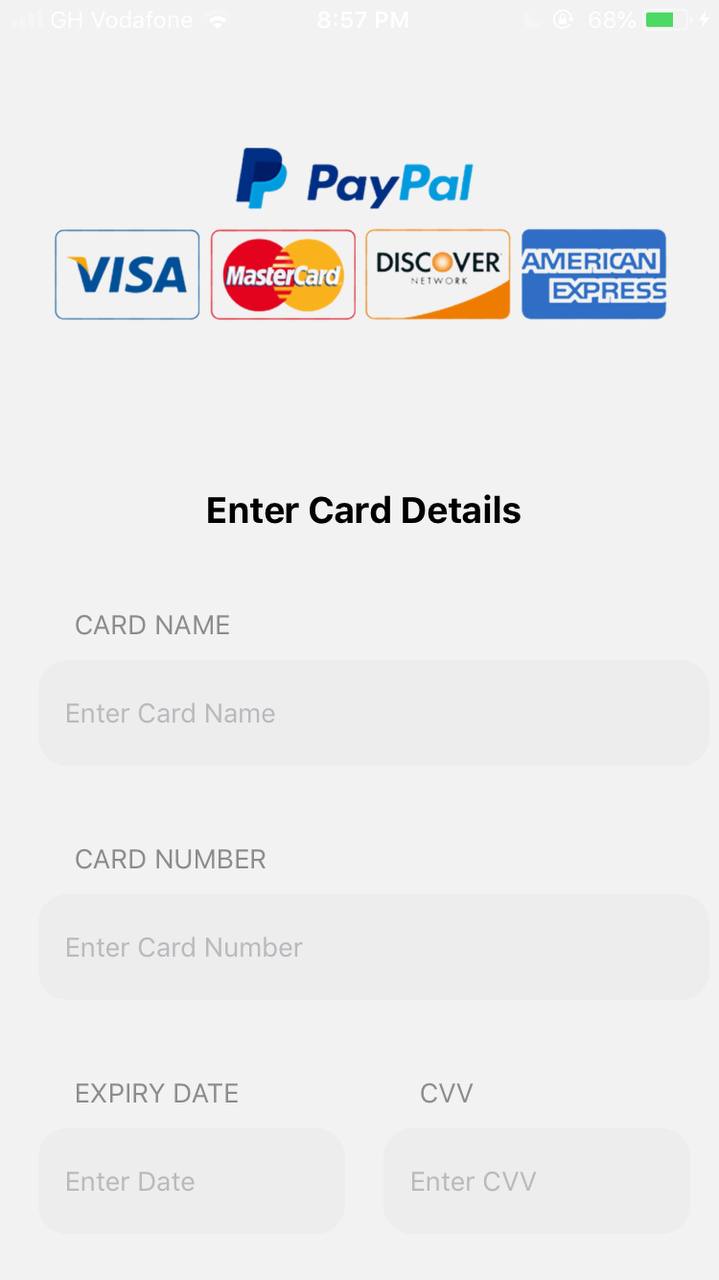 GH Vodafone 8:57 PM 68%
PayPal
VISA MasterCard DISCOVER NETWORK AMERICAN EXPRESS
Enter Card Details
CARD NAME
Enter Card Name
CARD NUMBER
Enter Card Number
EXPIRY DATE CVV
Enter Date Enter CVV